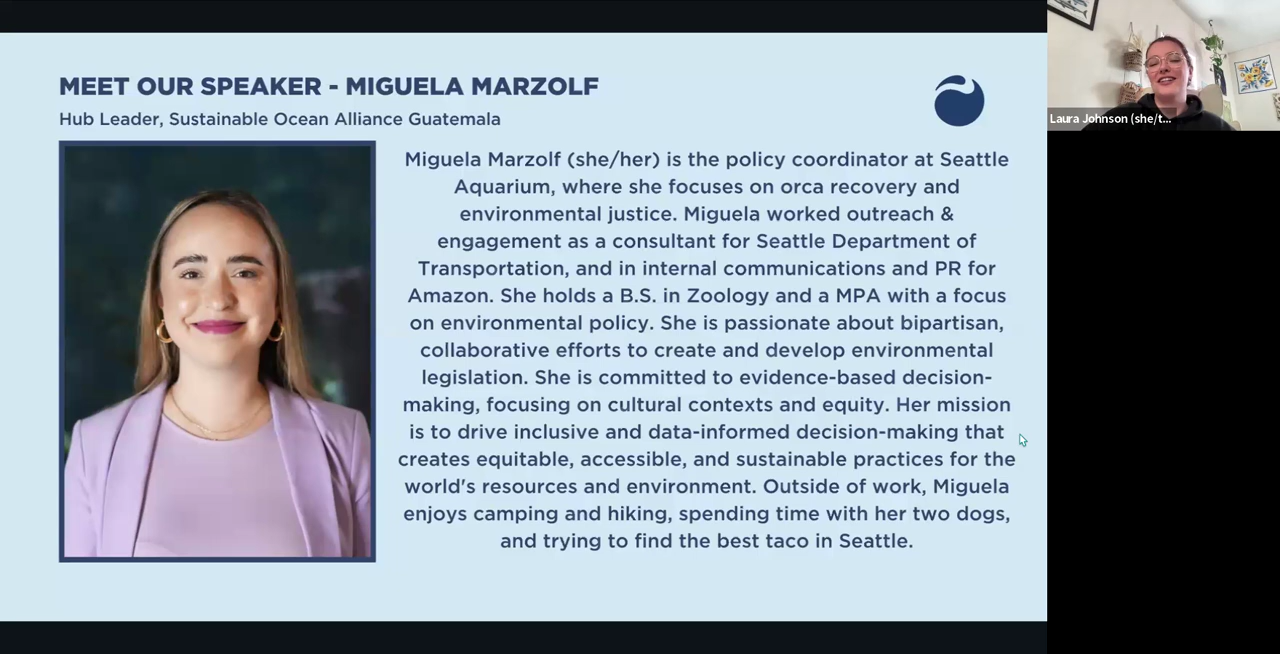 MEET OUR SPEAKER - MIGUELA MARZOLF
Hub Leader, Sustainable Ocean Alliance Guatemala
Miguela Marzolf (she/her) is the policy coordinator at Seattle
Aquarium, where she focuses on orca recovery and
environmental justice. Miguela worked outreach &
engagement as a consultant for Seattle Department of
Transportation, and in internal communications and PR for
Amazon. She holds a B.S. in Zoology and a MPA with a focus
on environmental policy. She is passionate about bipartisan,
collaborative efforts to create and develop environmental
legislation. She is committed to evidence-based decision-
making, focusing on cultural contexts and equity. Her mission
is to drive inclusive and data-informed decision-making that
creates equitable, accessible, and sustainable practices for the
world's resources and environment. Outside of work, Miguela
enjoys camping and hiking, spending time with her two dogs,
and trying to find the best taco in Seattle.
Laura Johnson (she/t...